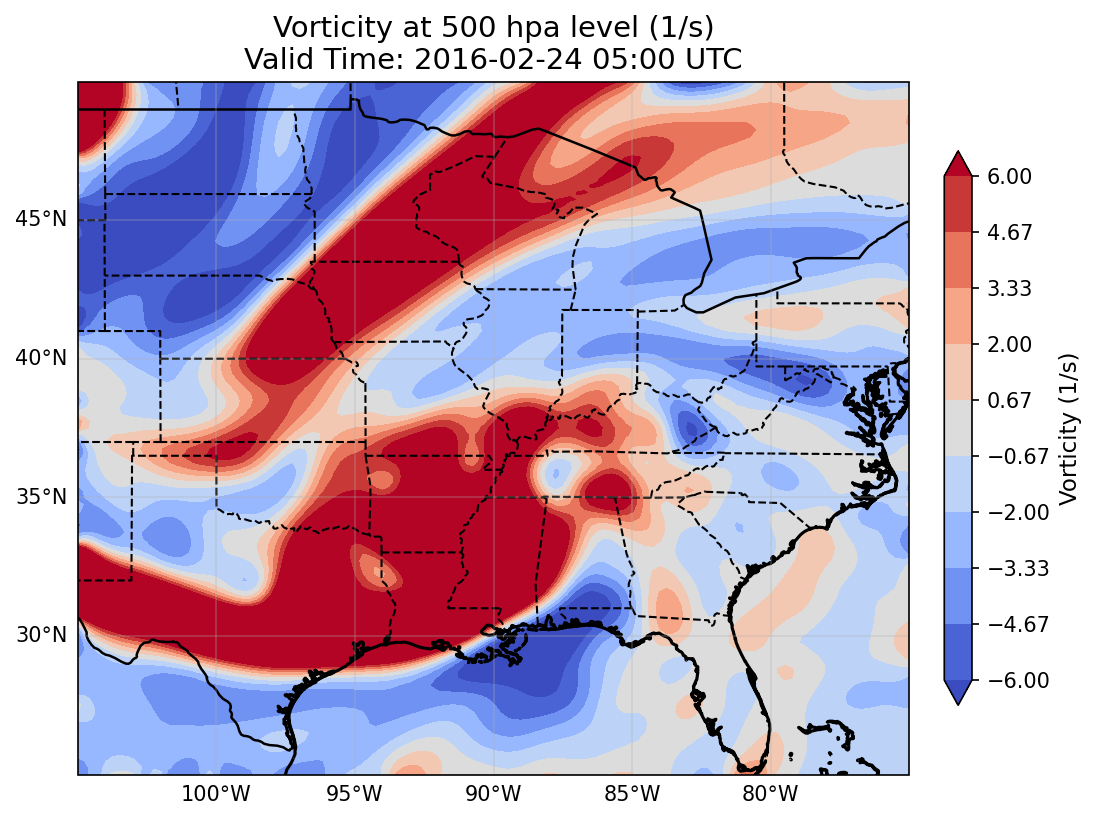 Vorticity at 500 hpa level (1/s)
Valid Time: 2016-02-24 05:00 UTC
45°N
40°N
35°N
30°N
100°W
95°W
90°W
85°W
80°W
6.00
4.67
3.33
2.00
0.67
−0.67
−2.00
−3.33
−4.67
−6.00
Vorticity (1/s)